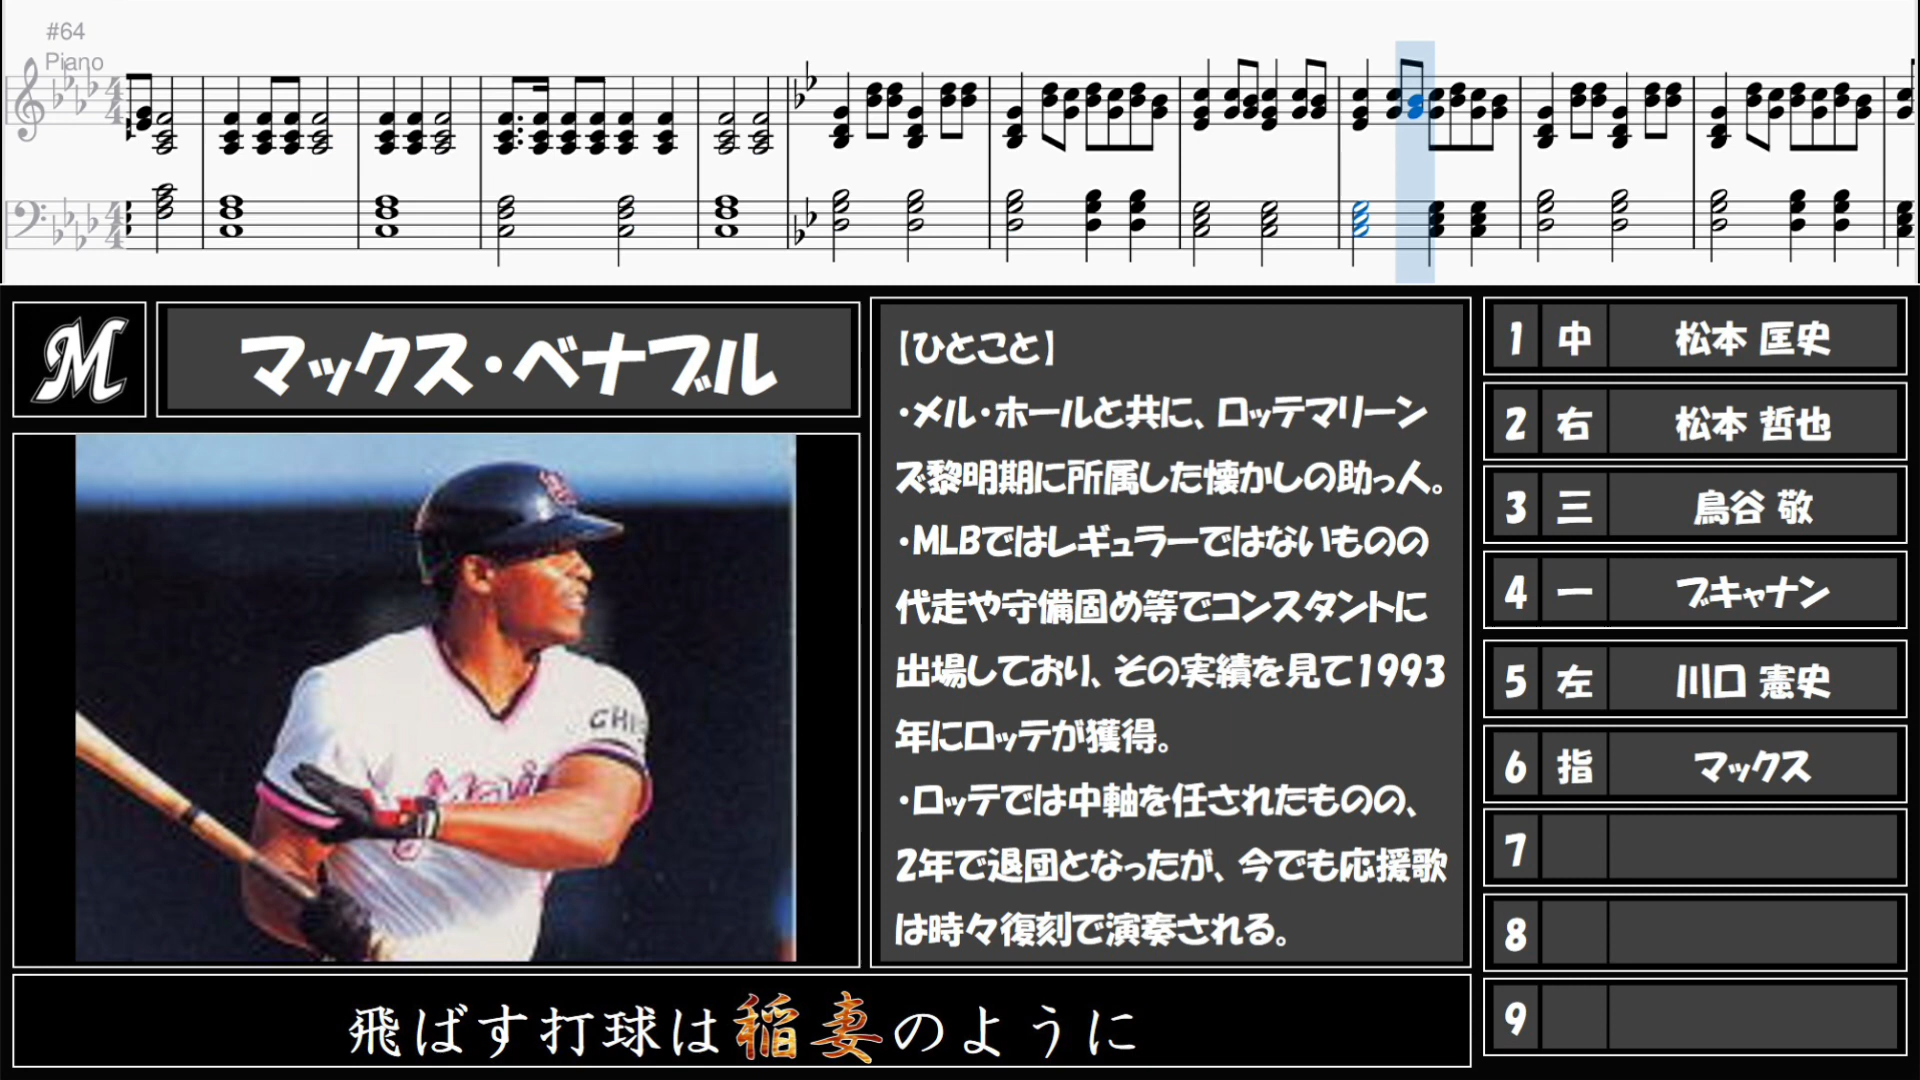 #64
Piano
M
マックス・ベナブル
【ひとこと】
・メル・ホールと共に、ロッテマリーン
ズ黎明期に所属した懐かしの助っ人。
・MLBではレギュラーではないものの
代走や守備固め等でコンスタントに
出場しており、その実績を見て1993
年にロッテが獲得。
・ロッテでは中軸を任されたものの、
2年で退団となったが、今でも応援歌
は時々復刻で演奏される。
1 中 松本 匡史
2 右 松本 哲也
3 三 鳥谷 敬
4 一 ブキャナン
5 左 川口 憲史
6 指 マックス
7
8
9
飛ばす打球は稲妻のように